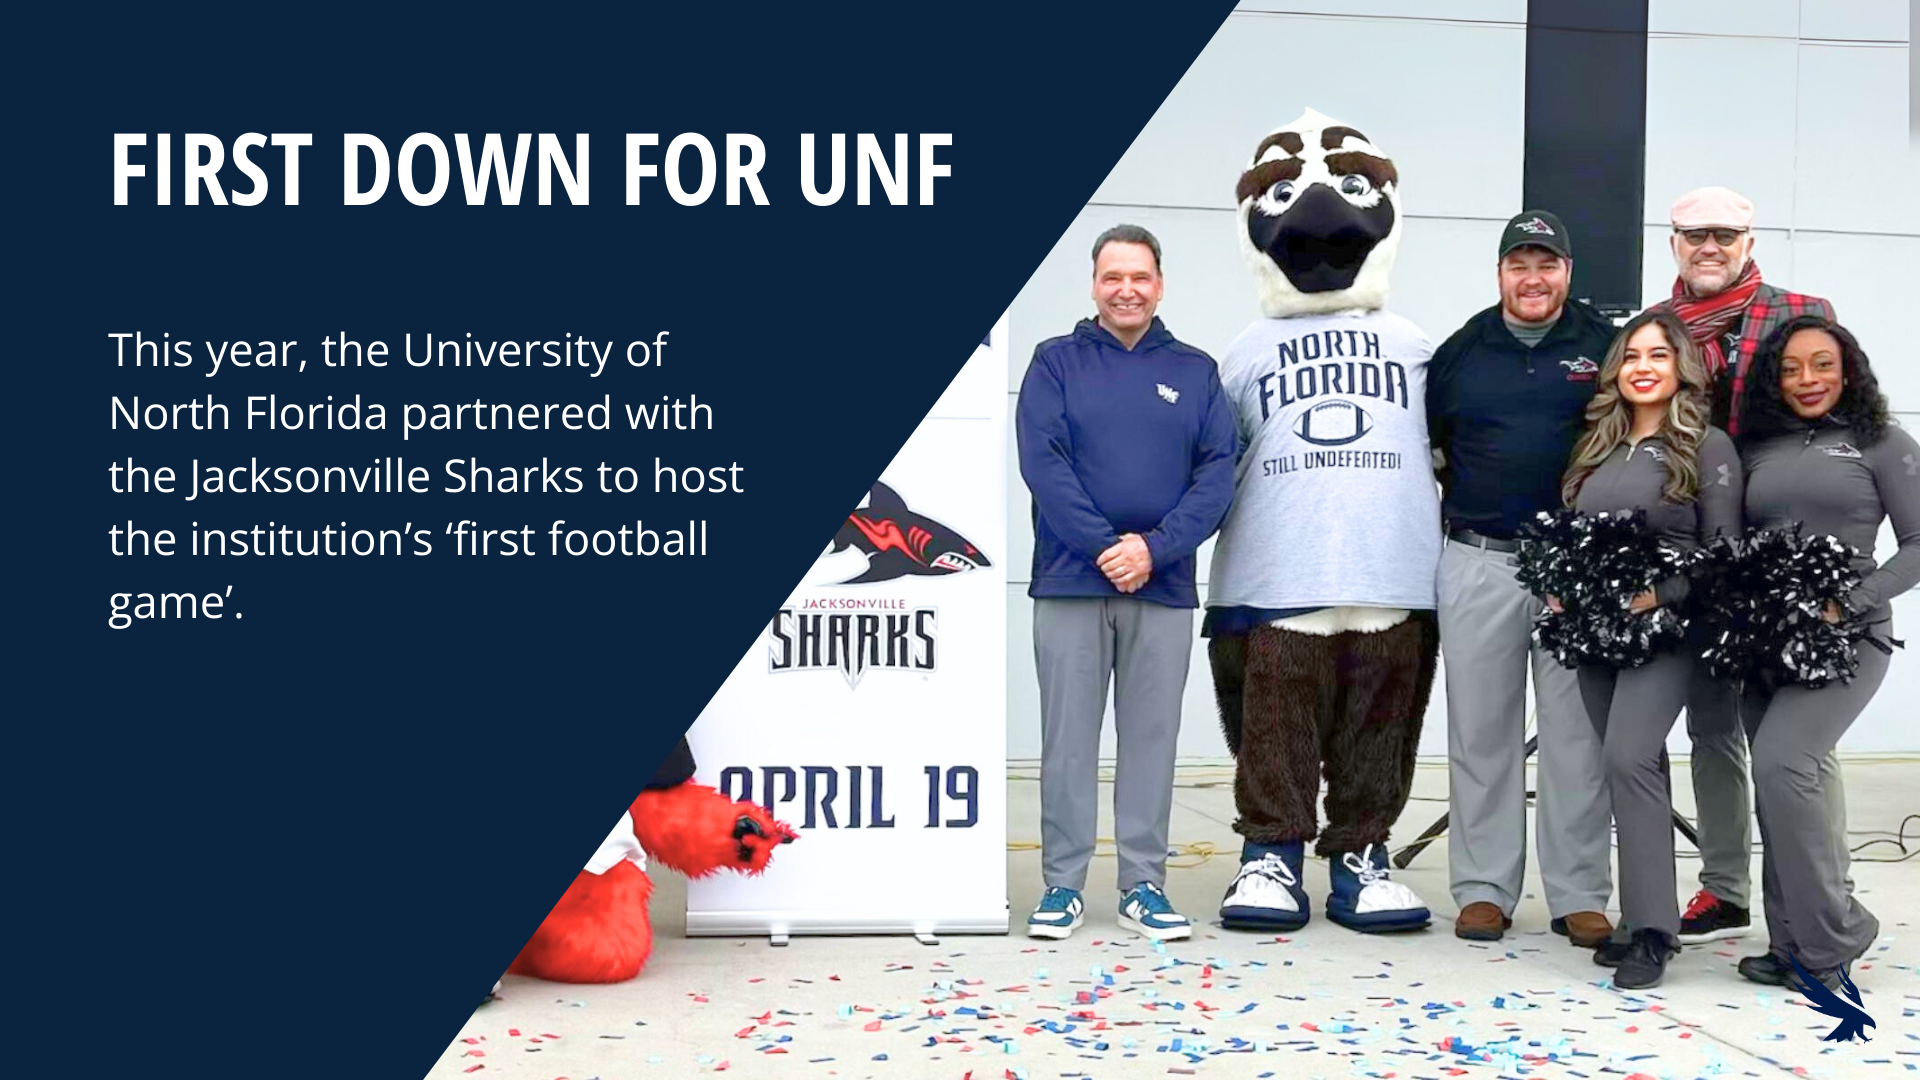 FIRST DOWN FOR UNF
This year, the University of
North Florida partnered with
the Jacksonville Sharks to host
the institution’s ‘first football
game’.
JACKSONVILLE
SHARKS
APRIL 19
UNF
NORTH
FLORIDA
STILL UNDEFEATED!